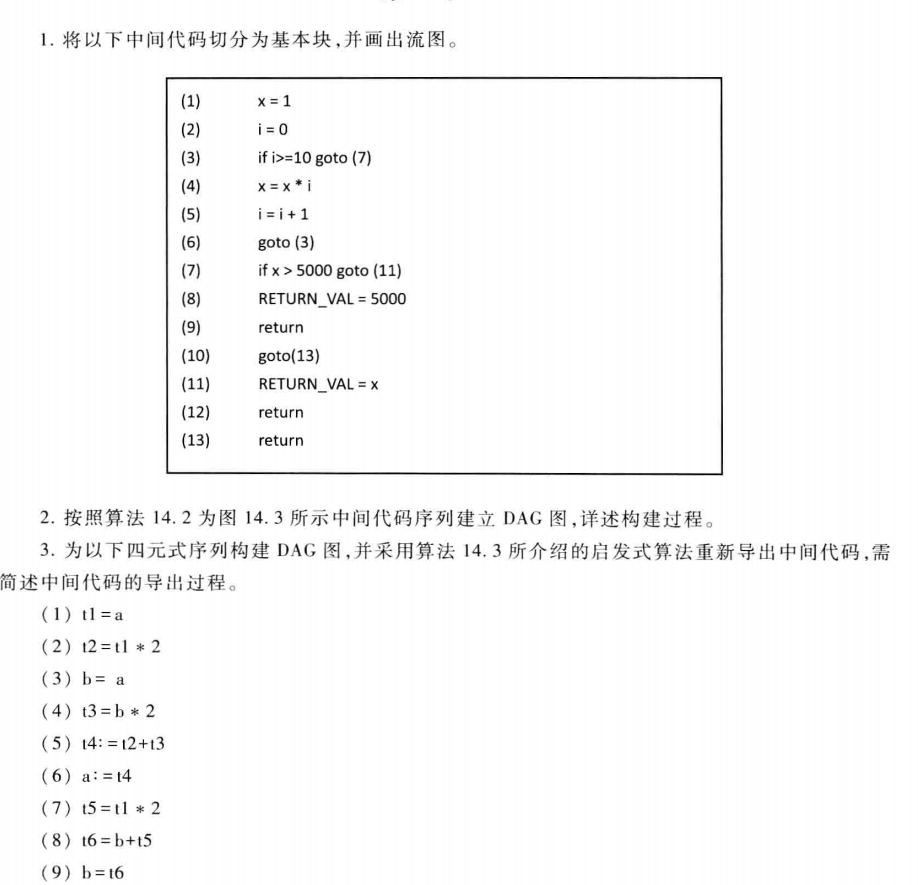 1. 将以下中间代码切分为基本块,并画出流图。
(1) x = 1
(2) i = 0
(3) if i>=10 goto (7)
(4) x = x * i
(5) i = i + 1
(6) goto (3)
(7) if x > 5000 goto (11)
(8) RETURN_VAL = 5000
(9) return
(10) goto(13)
(11) RETURN_VAL = x
(12) return
(13) return
2. 按照算法 14. 2 为图 14. 3 所示中间代码序列建立 DAG 图,详述构建过程。
3. 为以下四元式序列构建 DAG 图,并采用算法 14. 3 所介绍的启发式算法重新导出中间代码,需
简述中间代码的导出过程。
(1) t1 = a
(2) t2 = t1 * 2
(3) b = a
(4) t3 = b * 2
(5) t4: = t2+t3
(6) a: = t4
(7) t5 = t1 * 2
(8) t6 = b+t5
(9) b = t6